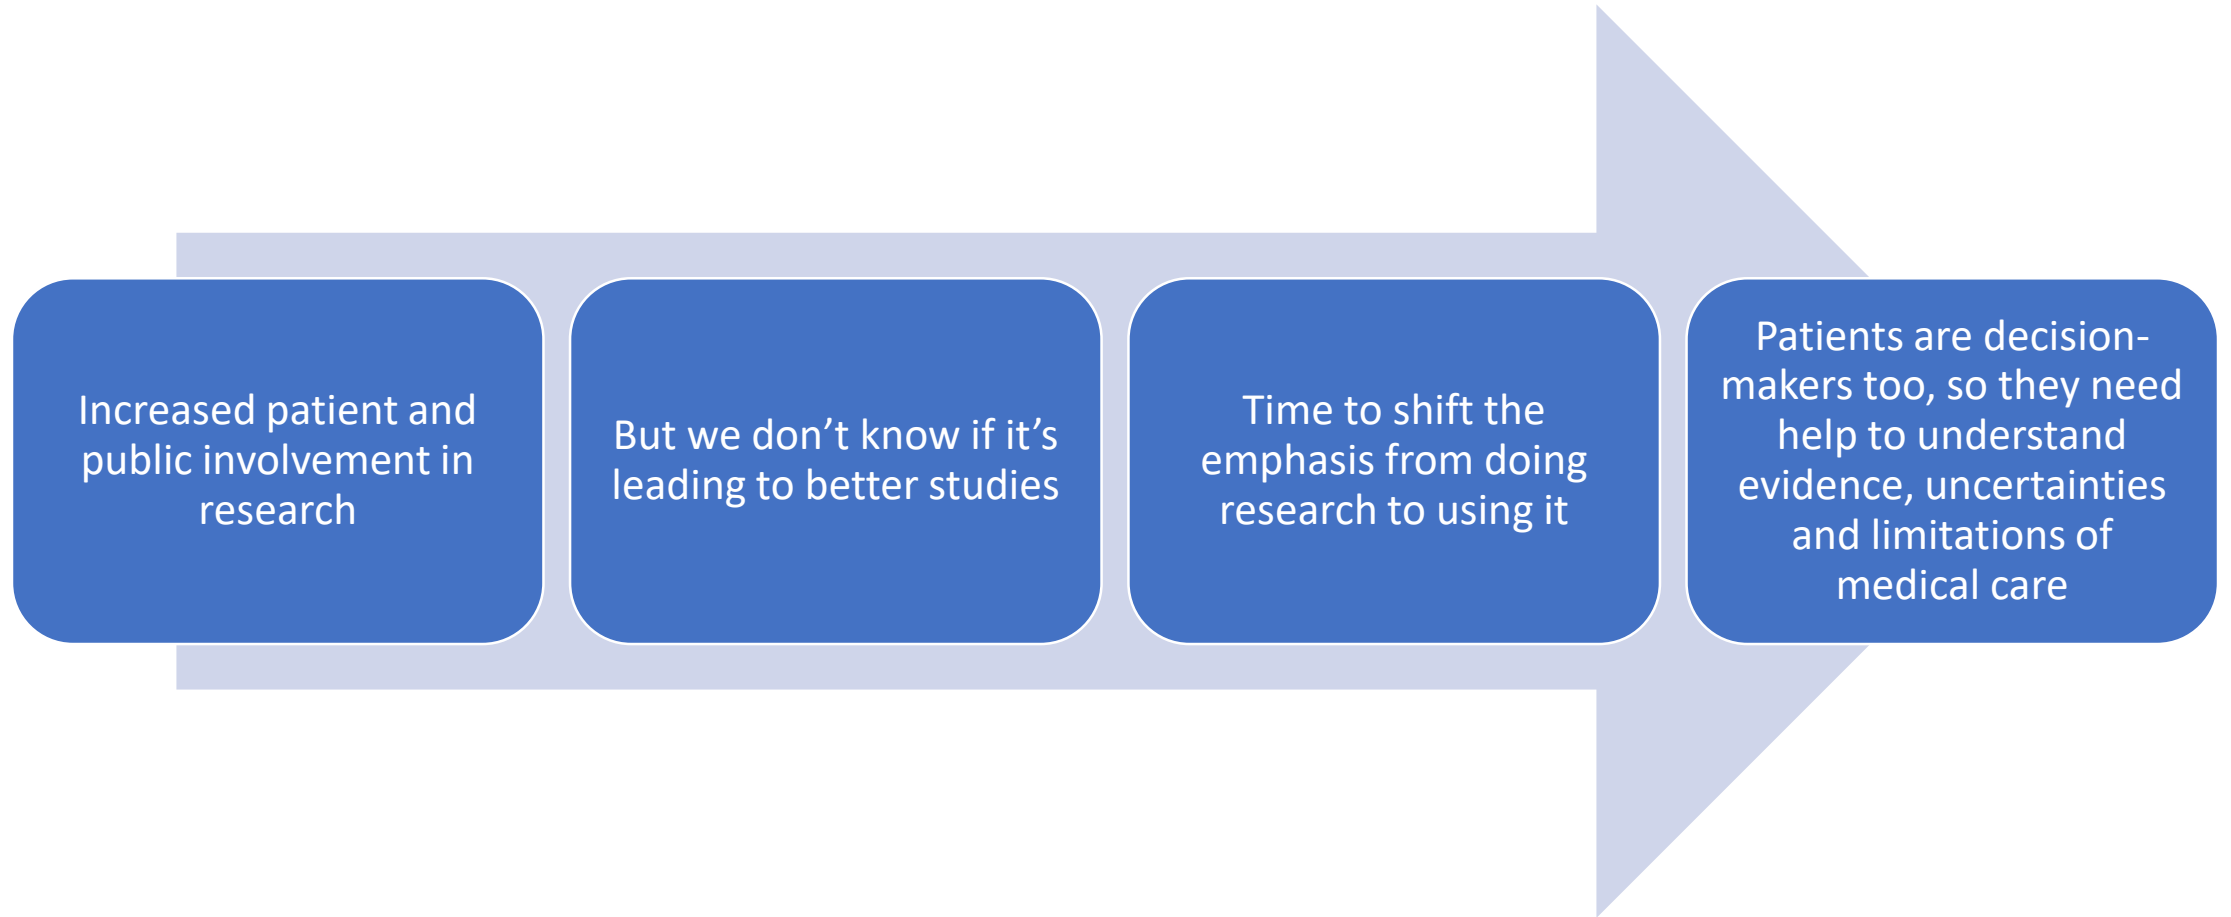 Increased patient and
public involvement in
research
But we don’t know if it’s
leading to better studies
Time to shift the
emphasis from doing
research to using it
Patients are decision-
makers too, so they need
help to understand
evidence, uncertainties
and limitations of
medical care